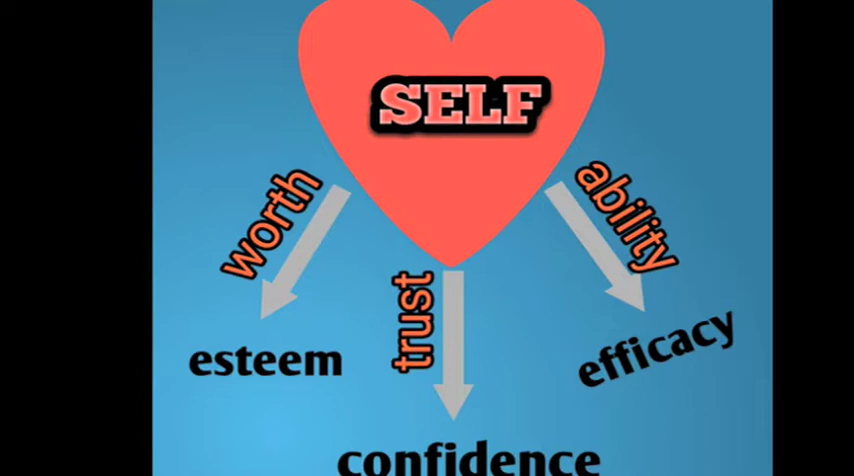 SELF
worth
ability
trust
esteem
efficacy
confidence